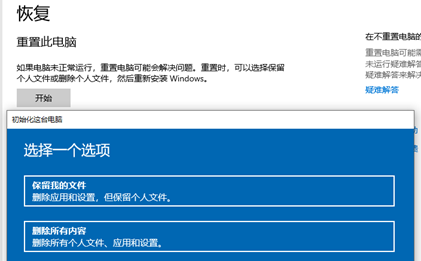 恢复
重置此电脑
如果电脑未正常运行，重置电脑可能会解决问题。重置时，可以选择保留
个人文件或删除个人文件，然后重新安装 Windows。
开始
在不重置电脑的
重置电脑可能需
未运行疑难解答
疑难解答来解决
疑难解答
初始化这台电脑
选择一个选项
保留我的文件
删除应用和设置，但保留个人文件。
删除所有内容
删除所有个人文件、应用和设置。